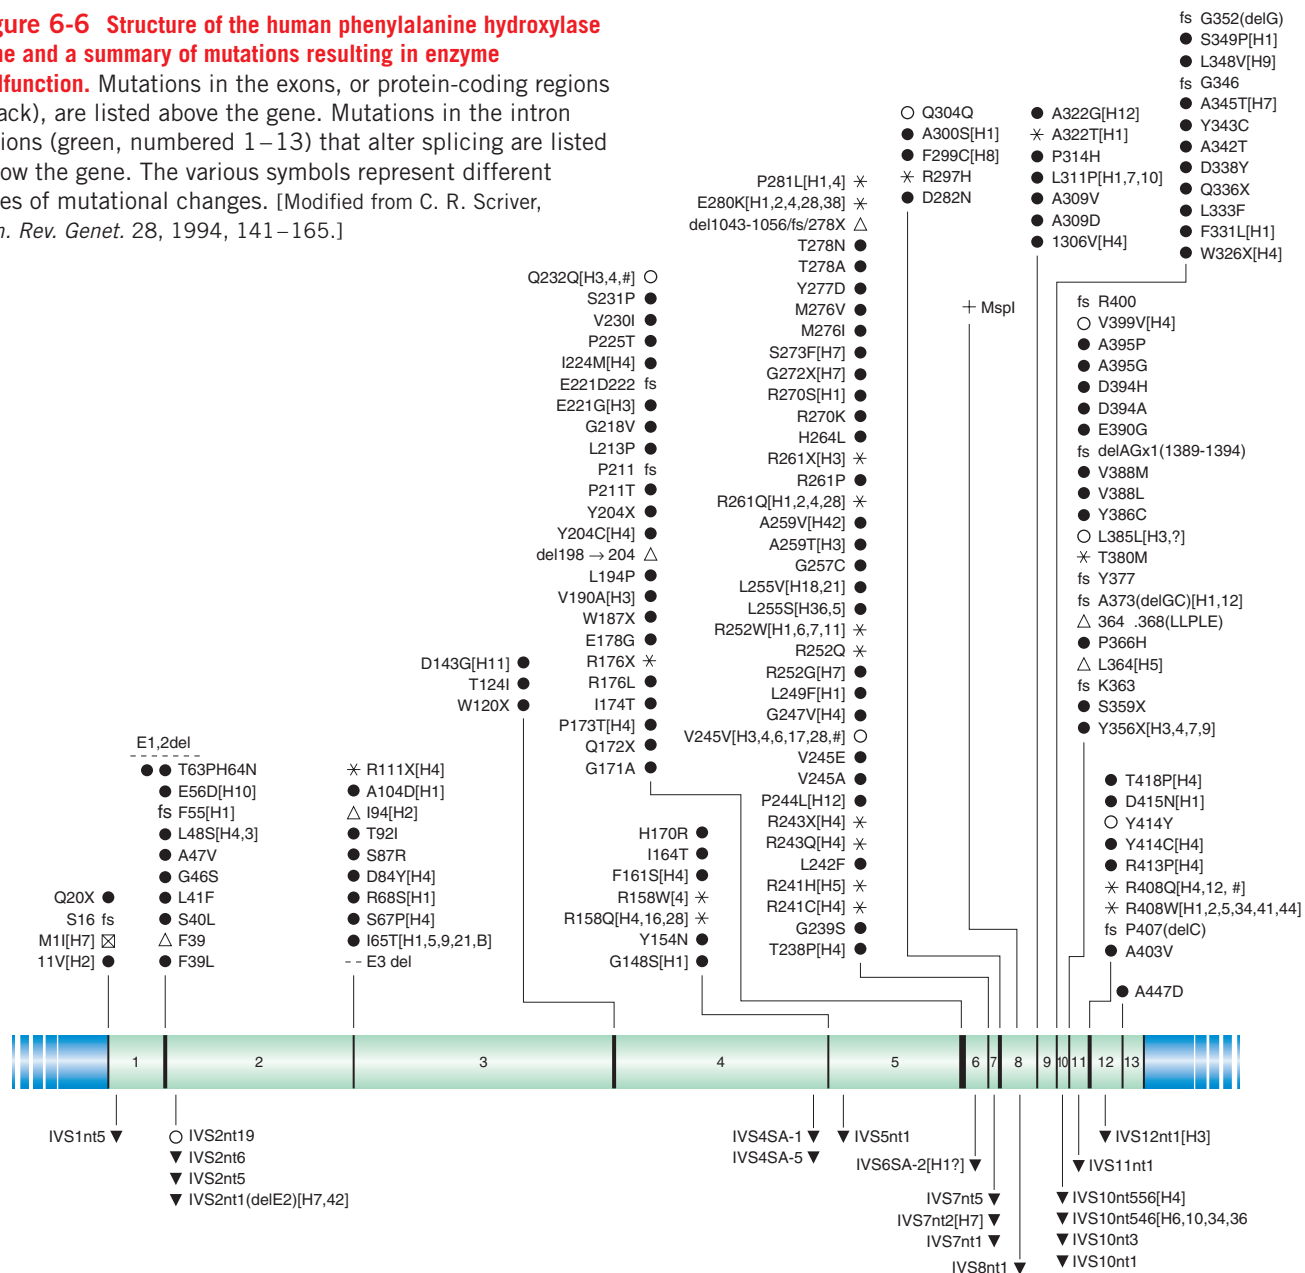 gure 6-6 Structure of the human phenylalanine hydroxylase
ne and a summary of mutations resulting in enzyme
lfunction. Mutations in the exons, or protein-coding regions
ack), are listed above the gene. Mutations in the intron
ions (green, numbered 1–13) that alter splicing are listed
ow the gene. The various symbols represent different
es of mutational changes. [Modified from C. R. Scriver,
n. Rev. Genet. 28, 1994, 141–165.]
Q20X
S16 fs
M1I[H7]
11V[H2]
E1,2del
T63PH64N
E56D[H10]
fs F55[H1]
L48S[H4,3]
A47V
G46S
L41F
S40L
F39
F39L
R111X[H4]
A104D[H1]
I94[H2]
T92I
S87R
D84Y[H4]
R68S[H1]
S67P[H4]
I65T[H1,5,9,21,B]
-- E3 del
D143G[H11]
T124I
W120X
Q232Q[H3,4,#]
S231P
V230I
P225T
I224M[H4]
E221D222 fs
E221G[H3]
G218V
L213P
P211 fs
P211T
Y204X
Y204C[H4]
del198 → 204
L194P
V190A[H3]
W187X
E178G
R176X
R176L
I174T
P173T[H4]
Q172X
G171A
H170R
I164T
F161S[H4]
R158W[4]
R158Q[H4,16,28]
Y154N
G148S[H1]
P281L[H1,4]
E280K[H1,2,4,28,38]
del1043-1056/fs/278X
T278N
T278A
Y277D
M276V
M276I
S273F[H7]
G272X[H7]
R270S[H1]
R270K
H264L
R261X[H3]
R261P
R261Q[H1,2,4,28]
A259V[H42]
A259T[H3]
G257C
L255V[H18,21]
L255S[H36,5]
R252W[H1,6,7,11]
R252Q
R252G[H7]
L249F[H1]
G247V[H4]
V245V[H3,4,6,17,28,#]
V245E
V245A
P244L[H12]
R243X[H4]
R243Q[H4]
L242F
R241H[H5]
R241C[H4]
G239S
T238P[H4]
Q304Q
A300S[H1]
F299C[H8]
R297H
D282N
MspI
A322G[H12]
A322T[H1]
P314H
L311P[H1,7,10]
A309V
A309D
1306V[H4]
fs G352(delG)
S349P[H1]
L348V[H9]
fs G346
A345T[H7]
Y343C
A342T
D338Y
Q336X
L333F
F331L[H1]
W326X[H4]
fs R400
V399V[H4]
A395P
A395G
D394H
D394A
E390G
fs delAGx1(1389-1394)
V388M
V388L
Y386C
L385L[H3,?]
T380M
fs Y377
fs A373(delGC)[H1,12]
364 .368(LLPLE)
P366H
L364[H5]
fs K363
S359X
Y356X[H3,4,7,9]
T418P[H4]
D415N[H1]
Y414Y
Y414C[H4]
R413P[H4]
R408Q[H4,12, #]
R408W[H1,2,5,34,41,44]
fs P407(delC)
A403V
A447D
1 2 3 4 5 6 7 8 9 10 11 12 13
IVS1nt5
IVS2nt19
IVS2nt6
IVS2nt5
IVS2nt1(delE2)[H7,42]
IVS4SA-1
IVS4SA-5
IVS5nt1
IVS6SA-2[H1?]
IVS7nt5
IVS7nt2[H7]
IVS7nt1
IVS8nt1
IVS12nt1[H3]
IVS11nt1
IVS10nt556[H4]
IVS10nt546[H6,10,34,36
IVS10nt3
IVS10nt1